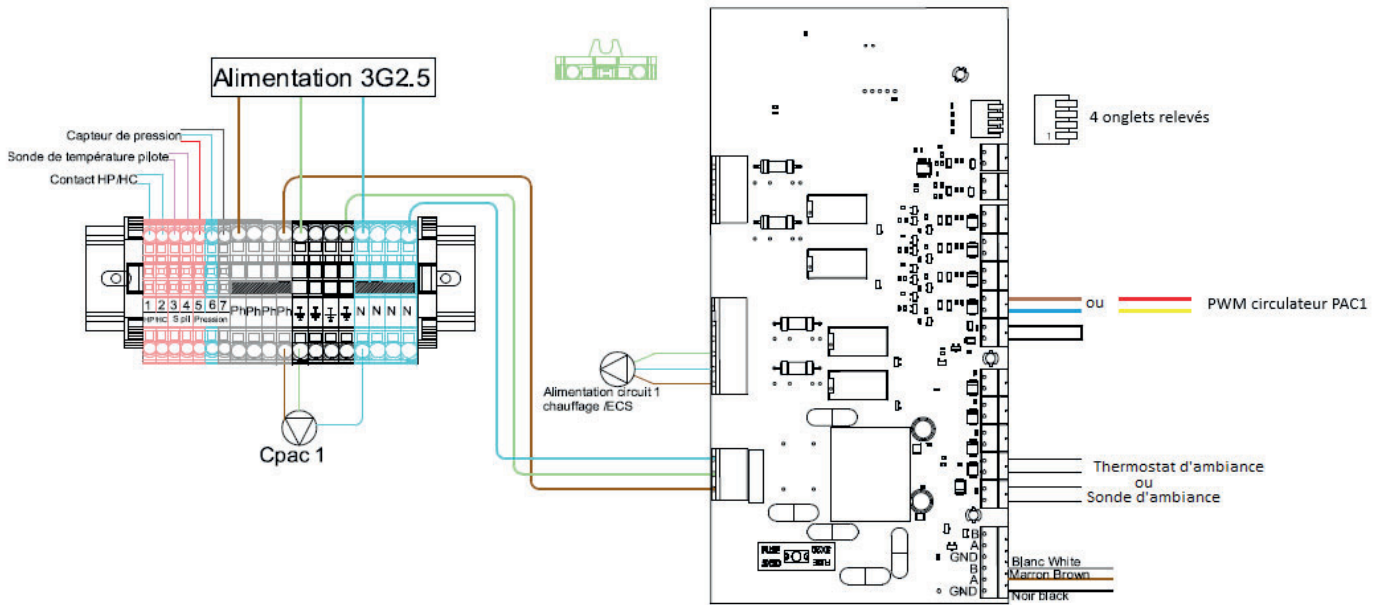 Alimentation 3G2.5
Capteur de pression
Sonde de température pilote
Contact HP/HC
1 2 3 4 5 6 7
HP/HC S pil Pression
Ph Ph Ph Ph
N N N N
Cpac 1
Alimentation circuit 1
chauffage /ECS
1
4 onglets relevés
ou
PWM circulateur PAC1
Thermostat d'ambiance
ou
Sonde d'ambiance
B
A
GND
B
A
GND
Blanc White
Marron Brown
Noir black
FUSE